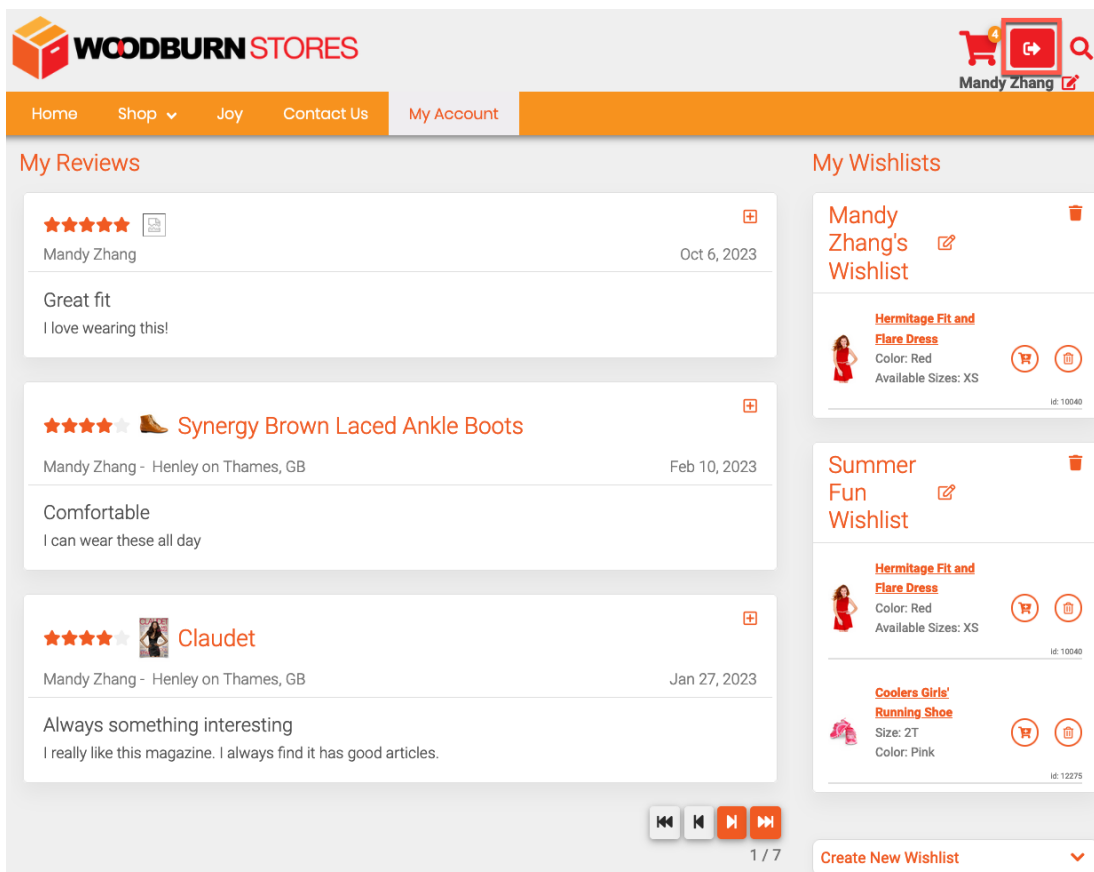 WOODBURN STORES
4
Mandy Zhang
Home
Shop
Joy
Contact Us
My Account
My Reviews
Mandy Zhang
Oct 6, 2023
Great fit
I love wearing this!
Synergy Brown Laced Ankle Boots
Mandy Zhang - Henley on Thames, GB
Feb 10, 2023
Comfortable
I can wear these all day
Claudet
Mandy Zhang - Henley on Thames, GB
Jan 27, 2023
Always something interesting
I really like this magazine. I always find it has good articles.
1 / 7
My Wishlists
Mandy
Zhang's
Wishlist
Hermitage Fit and
Flare Dress
Color: Red
Available Sizes: XS
id: 10040
Summer
Fun
Wishlist
Hermitage Fit and
Flare Dress
Color: Red
Available Sizes: XS
id: 10040
Coolers Girls'
Running Shoe
Size: 2T
Color: Pink
id: 12275
Create New Wishlist